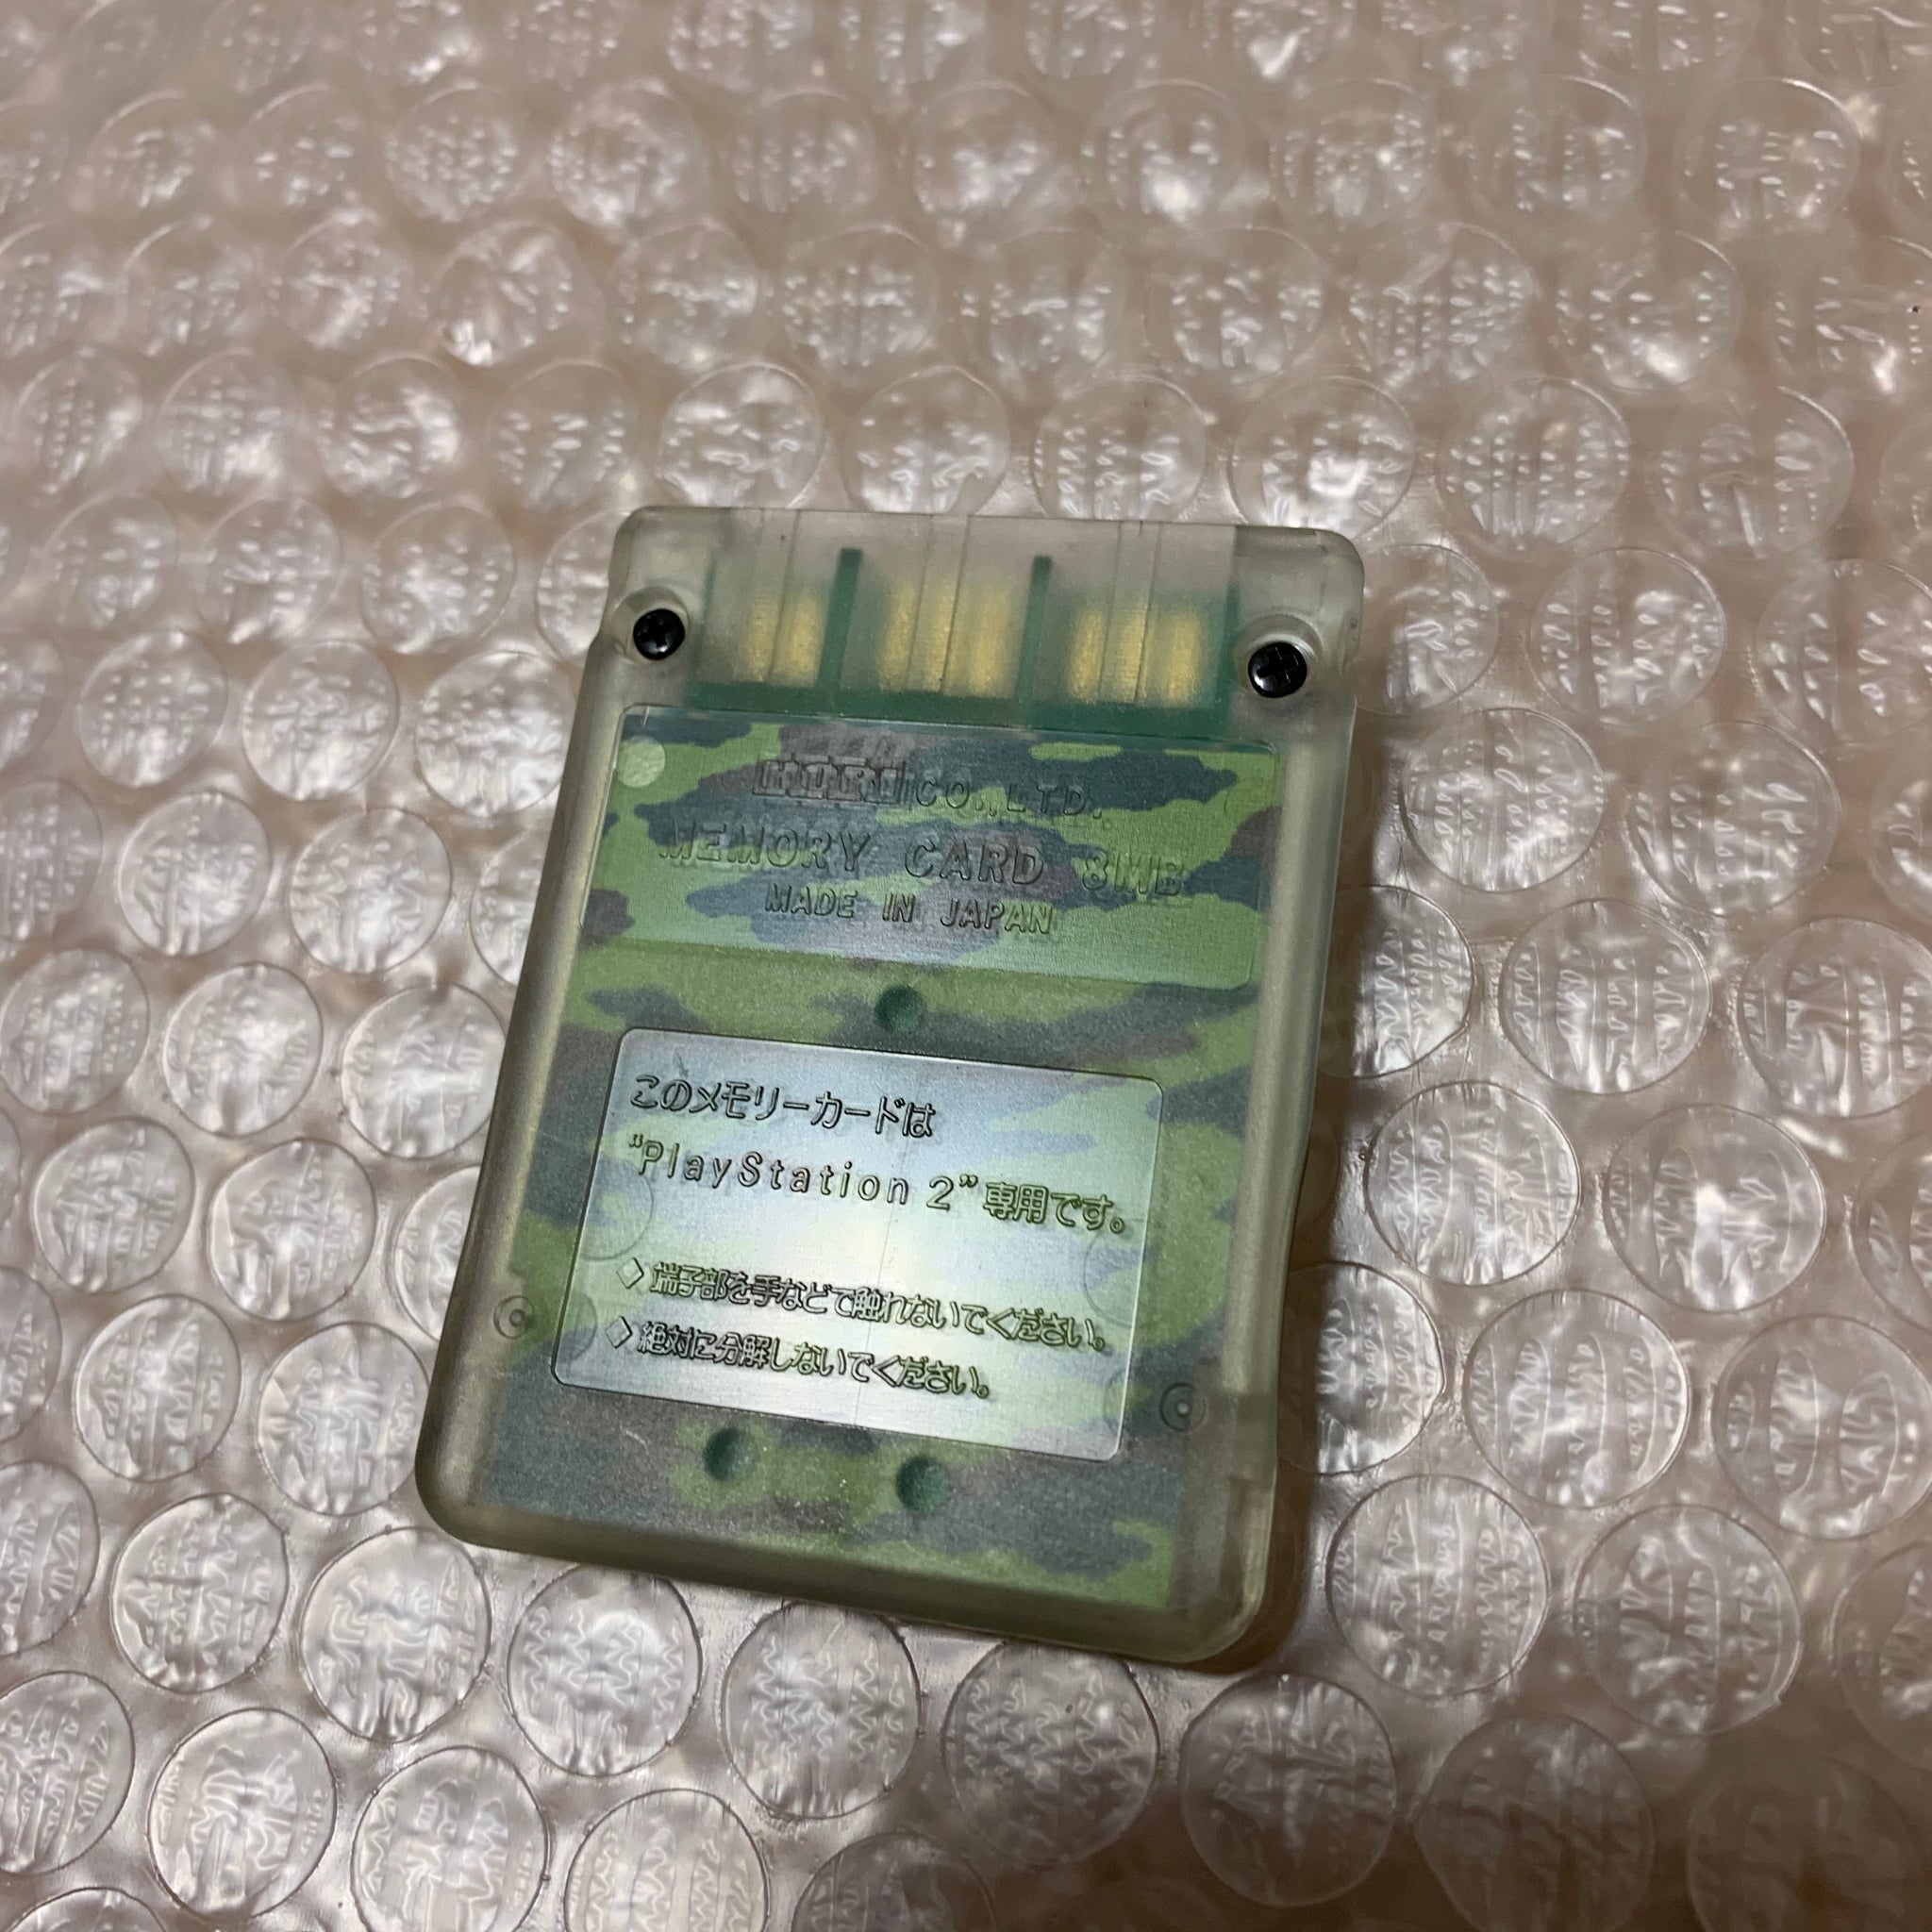 HORI CO.,LTD.
MEMORY CARD 8MB
MADE IN JAPAN
このメモリーカードは
“PlayStation 2”専用です。
◇端子部を手などで触れないでください。
◇絶対に分解しないでください。